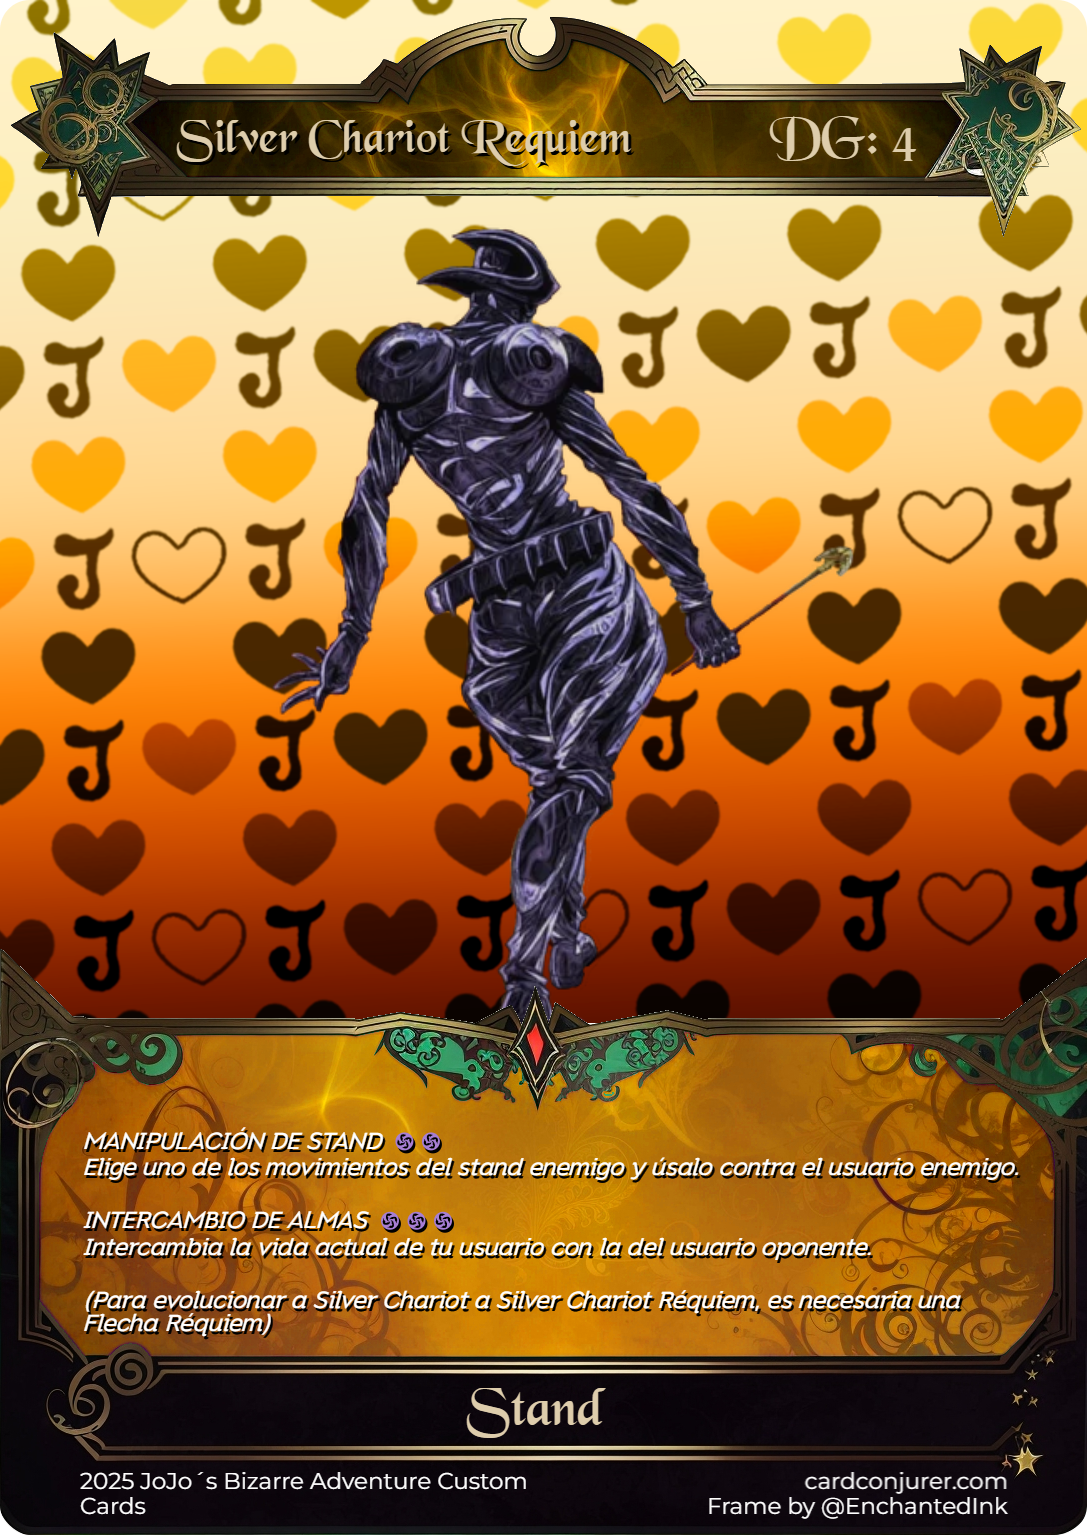 Silver Chariot Requiem
DG: 4
MANIPULACIÓN DE STAND
Elige uno de los movimientos del stand enemigo y úsalo contra el usuario enemigo.
INTERCAMBIO DE ALMAS
Intercambia la vida actual de tu usuario con la del usuario oponente.
(Para evolucionar a Silver Chariot a Silver Chariot Réquiem, es necesaria una
Flecha Réquiem)
Stand
2025 JoJo´s Bizarre Adventure Custom
Cards
cardconjurer.com
Frame by @EnchantedInk